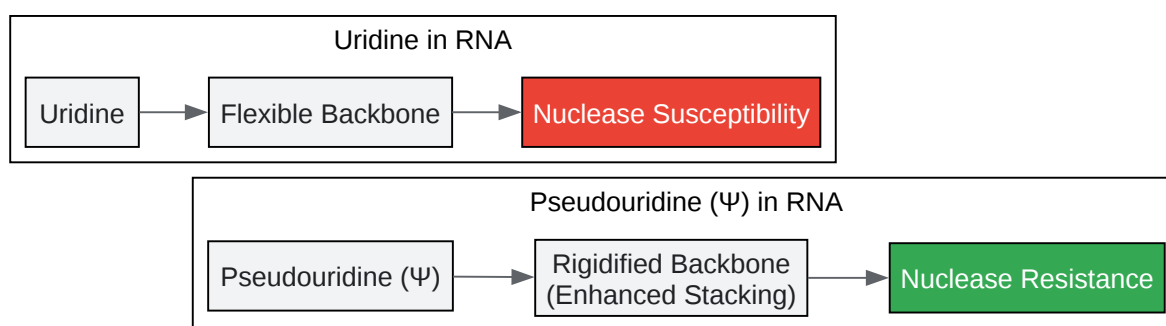 Uridine in RNA
Uridine
Flexible Backbone
Nuclease Susceptibility
Pseudouridine (Ψ) in RNA
Pseudouridine (Ψ)
Rigidified Backbone
(Enhanced Stacking)
Nuclease Resistance